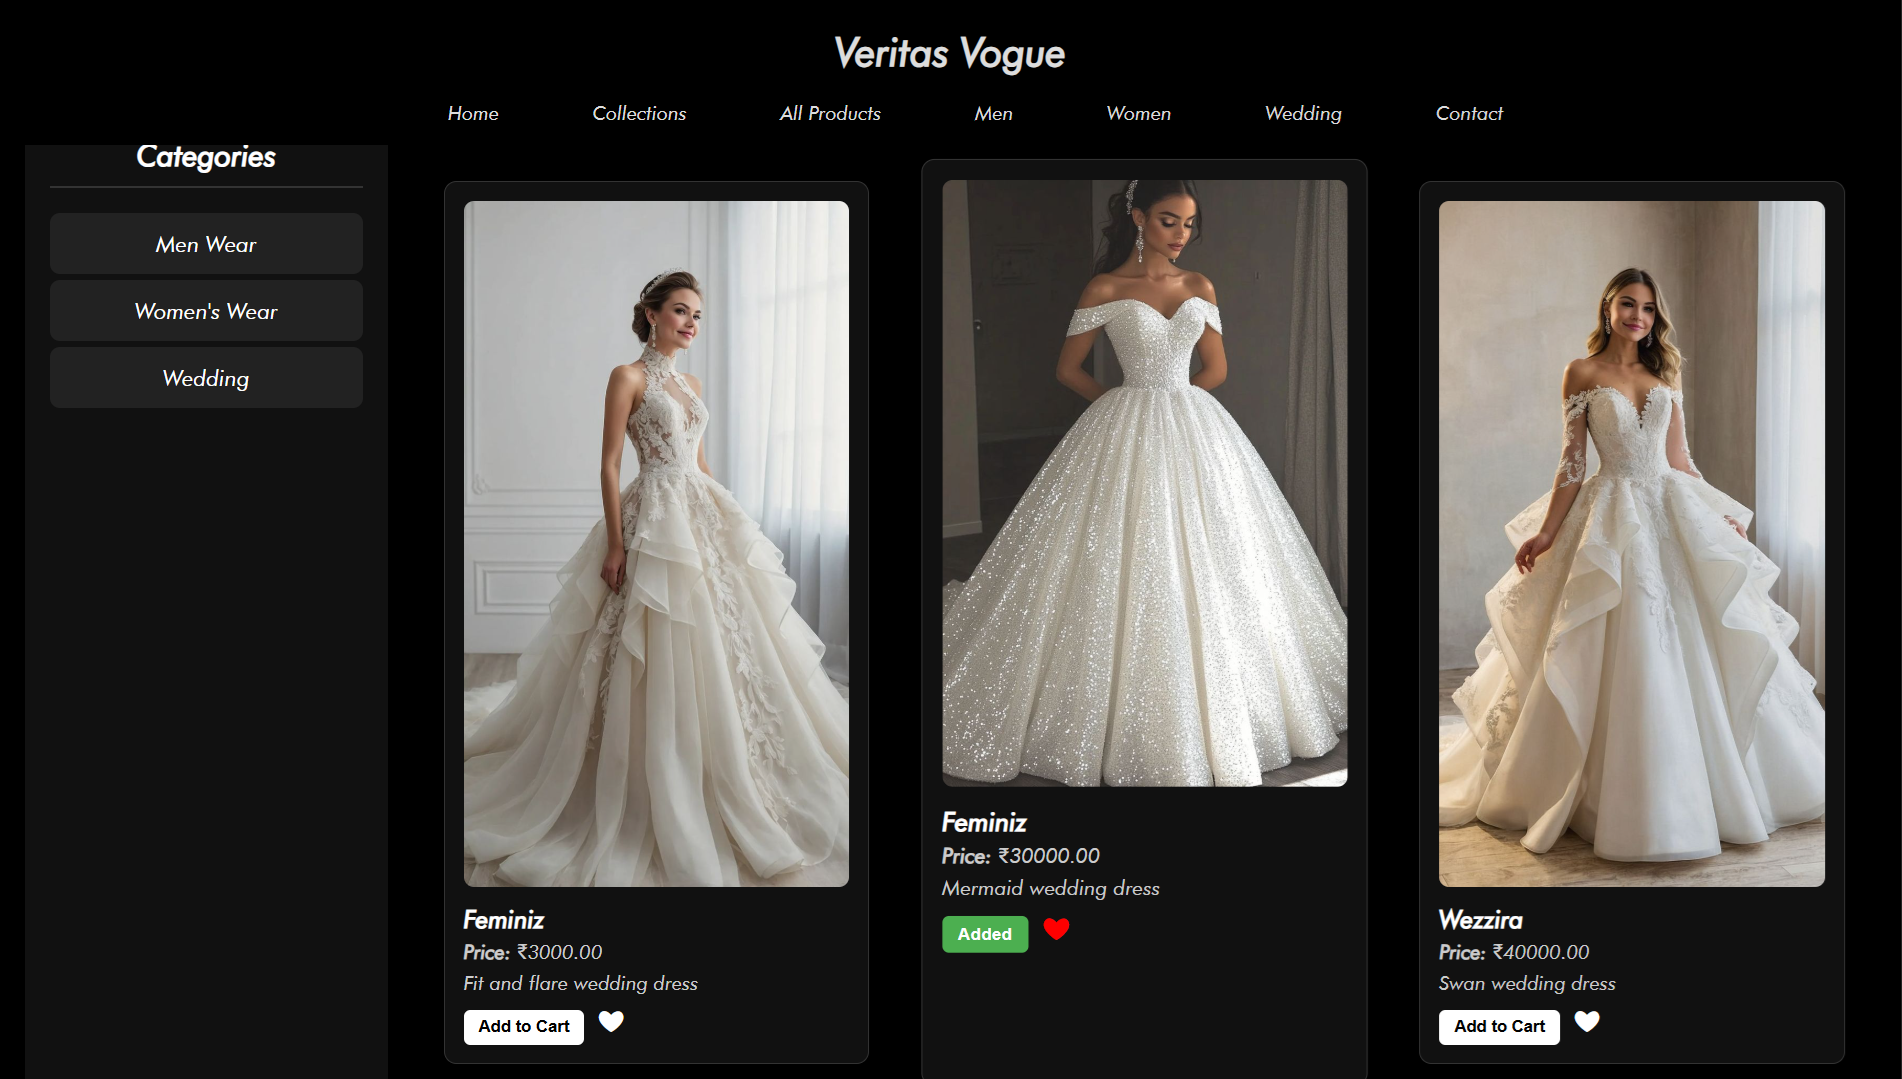 Veritas Vogue
Home Collections All Products Men Women Wedding Contact
Categories
Men Wear
Women's Wear
Wedding
Feminiz
Price: ₹3000.00
Fit and flare wedding dress
Add to Cart
Feminiz
Price: ₹30000.00
Mermaid wedding dress
Added
Wezzira
Price: ₹40000.00
Swan wedding dress
Add to Cart